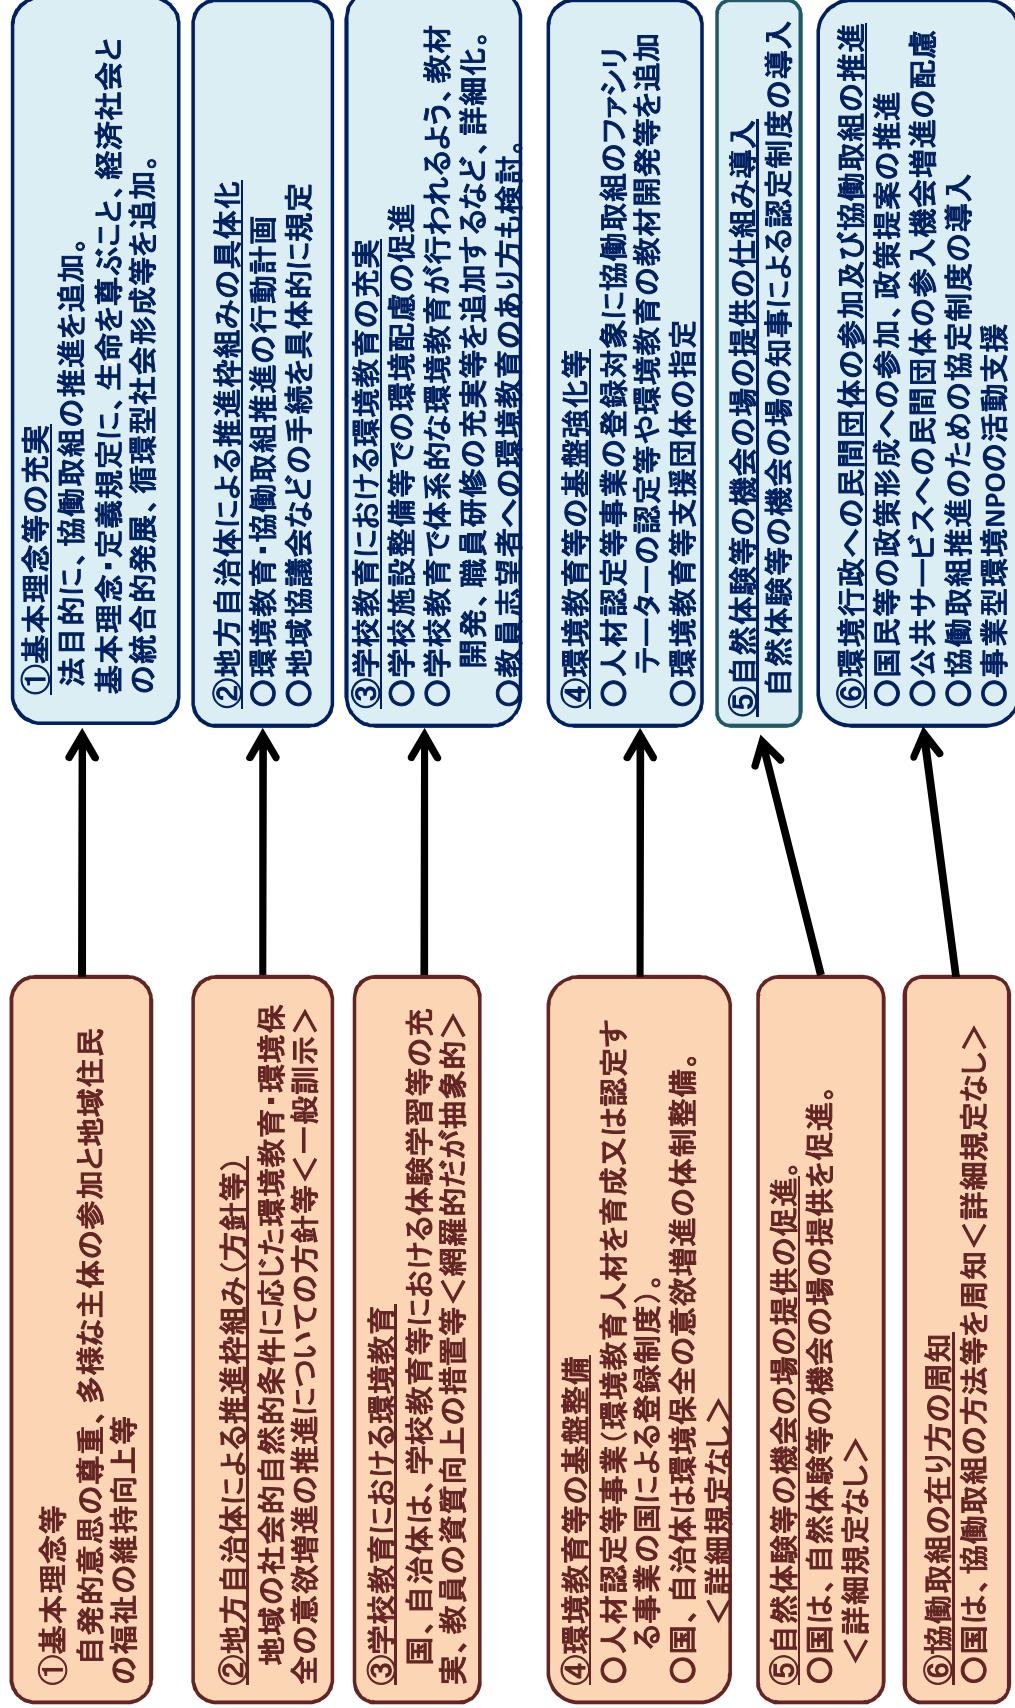 ①基本理念等
自発的意思の尊重、多様な主体の参加と地域住民
の福祉の維持向上等
②地方自治体による推進枠組み（方針等）
地域の社会的自然的条件に応じた環境教育・環境保
全の意欲増進の推進についての方針等＜一般訓示＞
③学校教育における環境教育
国、自治体は、学校教育等における体験学習等の充
実、教員の資質向上の措置等＜網羅的だが抽象的＞
④環境教育等の基盤整備
○人材認定等事業（環境教育人材を育成又は認定す
る事業の国による登録制度）。
○国、自治体は環境保全の意欲増進の体制整備。
＜詳細規定なし＞
⑤自然体験等の機会の場の提供の促進。
○国は、自然体験等の機会の場の提供を促進。
＜詳細規定なし＞
⑥協働取組の在り方の周知
○国は、協働取組の方法等を周知＜詳細規定なし＞
①基本理念等の充実
法目的に、協働取組の推進を追加。
基本理念・定義規定に、生命を尊ぶこと、経済社会と
の統合的発展、循環型社会形成等を追加。
②地方自治体による推進枠組みの具体化
○環境教育・協働取組推進の行動計画
○地域協議会などの手続を具体的に規定
③学校教育における環境教育の充実
○学校施設整備等での環境配慮の促進
○学校教育で体系的な環境教育が行われるよう、教材
開発、職員研修の充実等を追加するなど、詳細化。
○教員志望者への環境教育のあり方も検討。
④環境教育等の基盤強化等
○人材認定等事業の登録対象に協働取組のファシリ
テーターの認定等や環境教育の教材開発等を追加
○環境教育等支援団体の指定
⑤自然体験等の機会の場の提供の仕組み導入
自然体験等の機会の場の知事による認定制度の導入
⑥環境行政への民間団体の参加及び協働取組の推進
○国民等の政策形成への参加、政策提案の推進
○公共サービスへの民間団体の参入機会増進の配慮
○協働取組推進のための協定制度の導入
○事業型環境NPOの活動支援